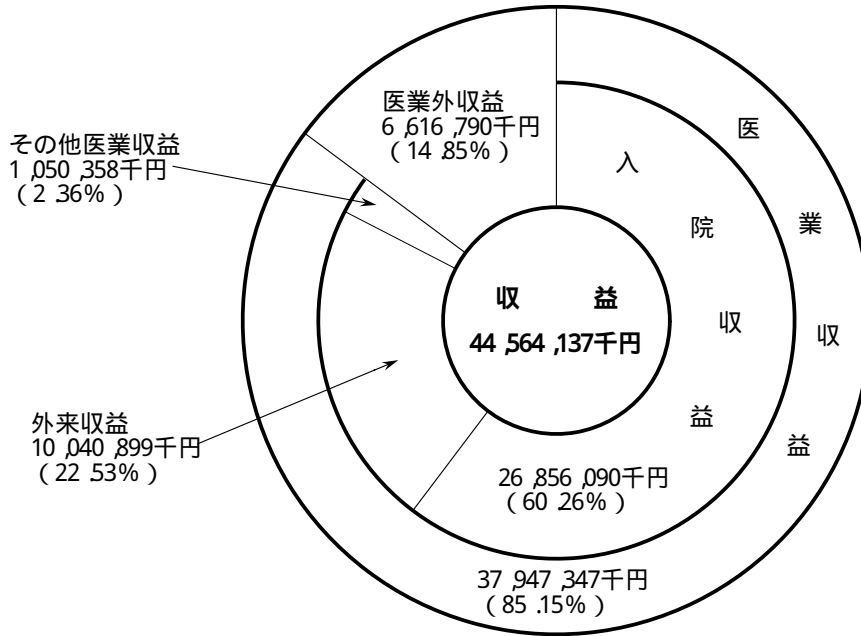 医業外収益
6,616,790千円
(14.85%)
その他医業収益
1,050,358千円
(2.36%)
医業収益
入院収益
収 益
44,564,137千円
外来収益
10,040,899千円
(22.53%)
26,856,090千円
(60.26%)
37,947,347千円
(85.15%)